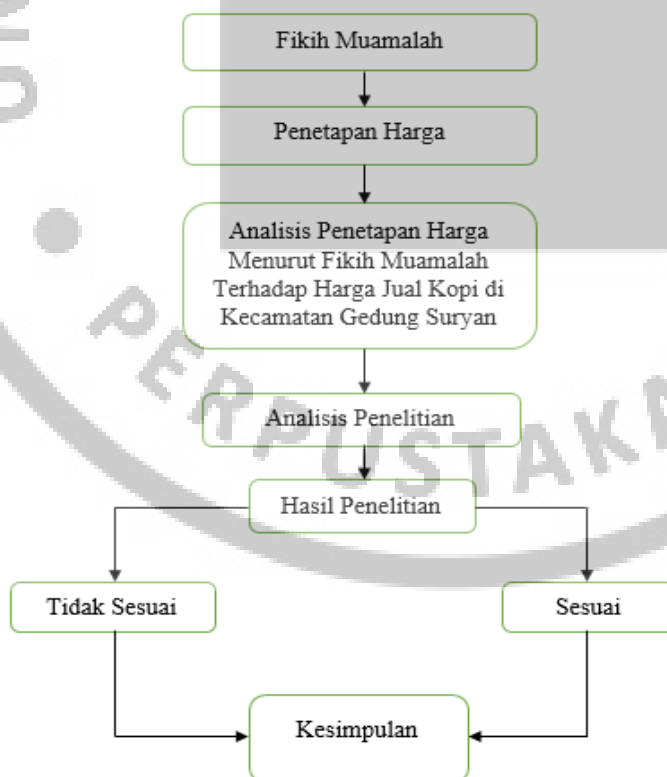 Fikih Muamalah
Penetapan Harga
Analisis Penetapan Harga
Menurut Fikih Muamalah
Terhadap Harga Jual Kopi di
Kecamatan Gedung Suryan
Analisis Penelitian
Hasil Penelitian
Tidak Sesuai
Sesuai
Kesimpulan
PERPUSTAKA